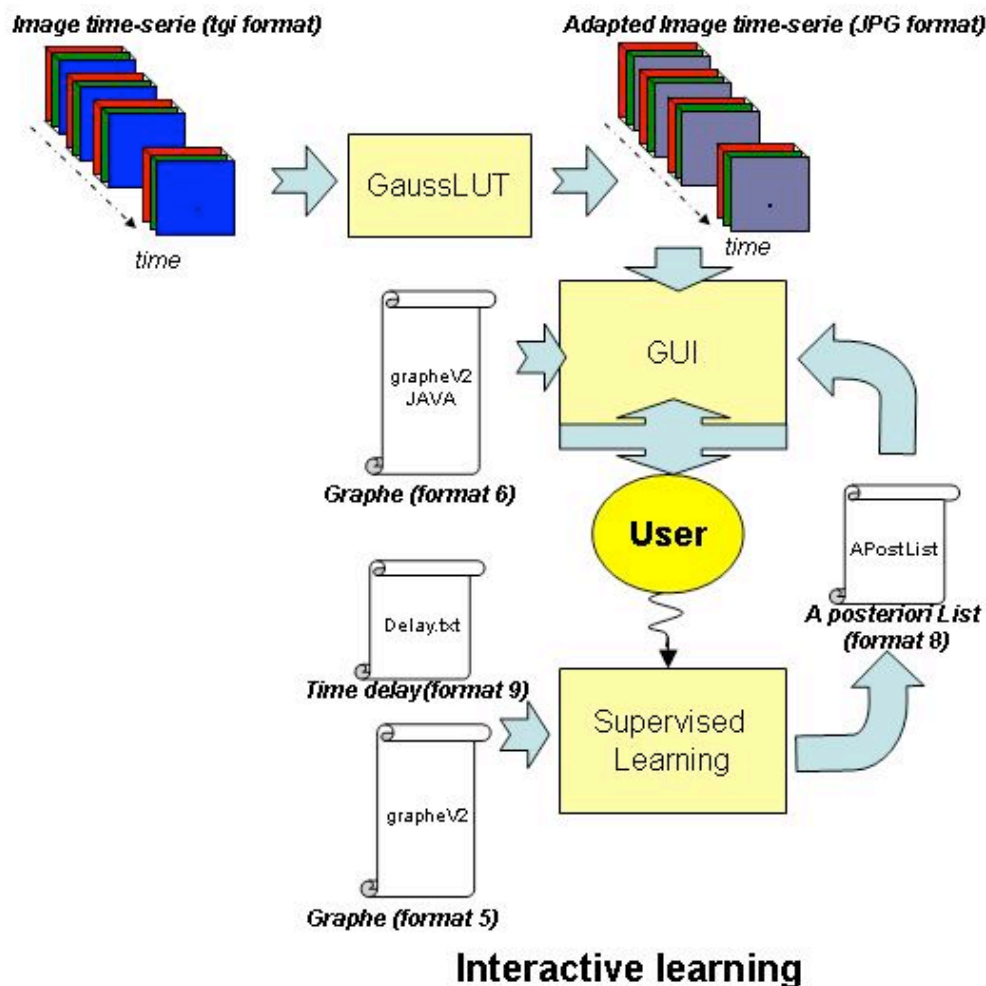 Image time-serie (tgi format)
Adapted Image time-serie (JPG format)
GaussLUT
time
time
GUI
grapheV2
JAVA
Graphe (format 6)
User
APostList
A posteriori List
(format 8)
Delay.txt
Time delay(format 9)
Supervised
Learning
grapheV2
Graphe (format 5)
Interactive learning